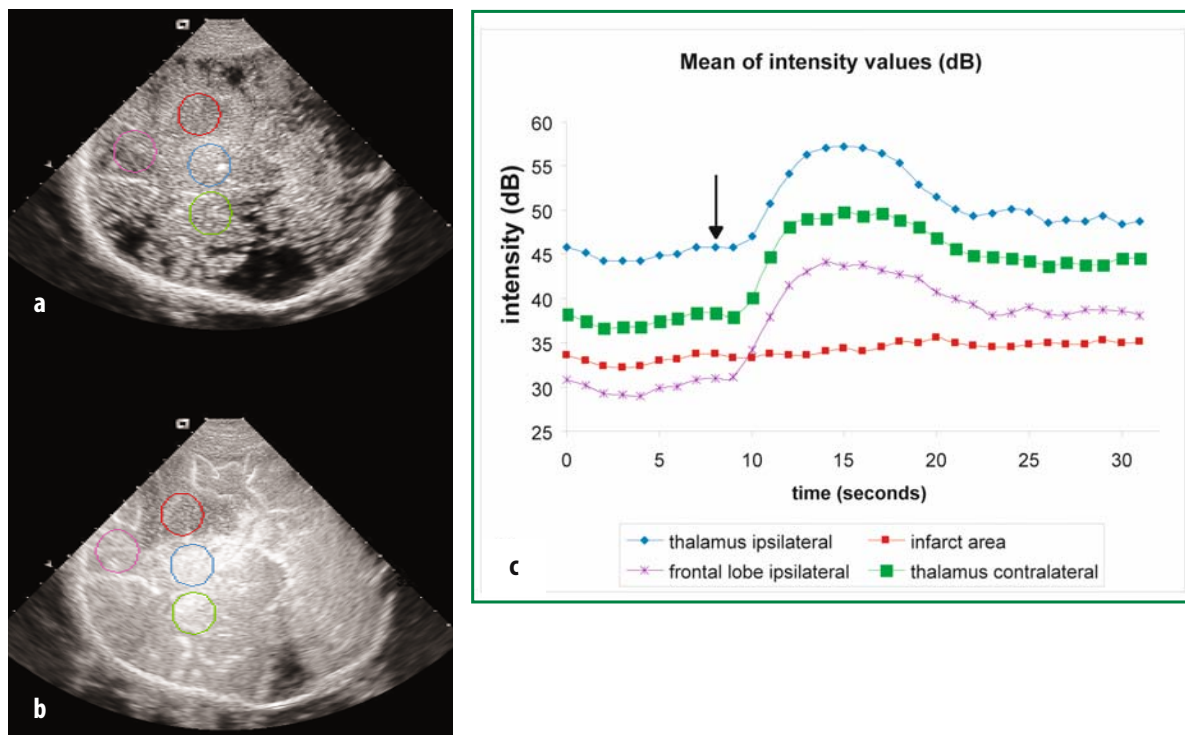 a
b
Mean of intensity values (dB)
60
55
50
45
40
35
30
25
intensity (dB)
0 5 10 15 20 25 30
time (seconds)
thalamus ipsilateral infarct area
frontal lobe ipsilateral thalamus contralateral
c